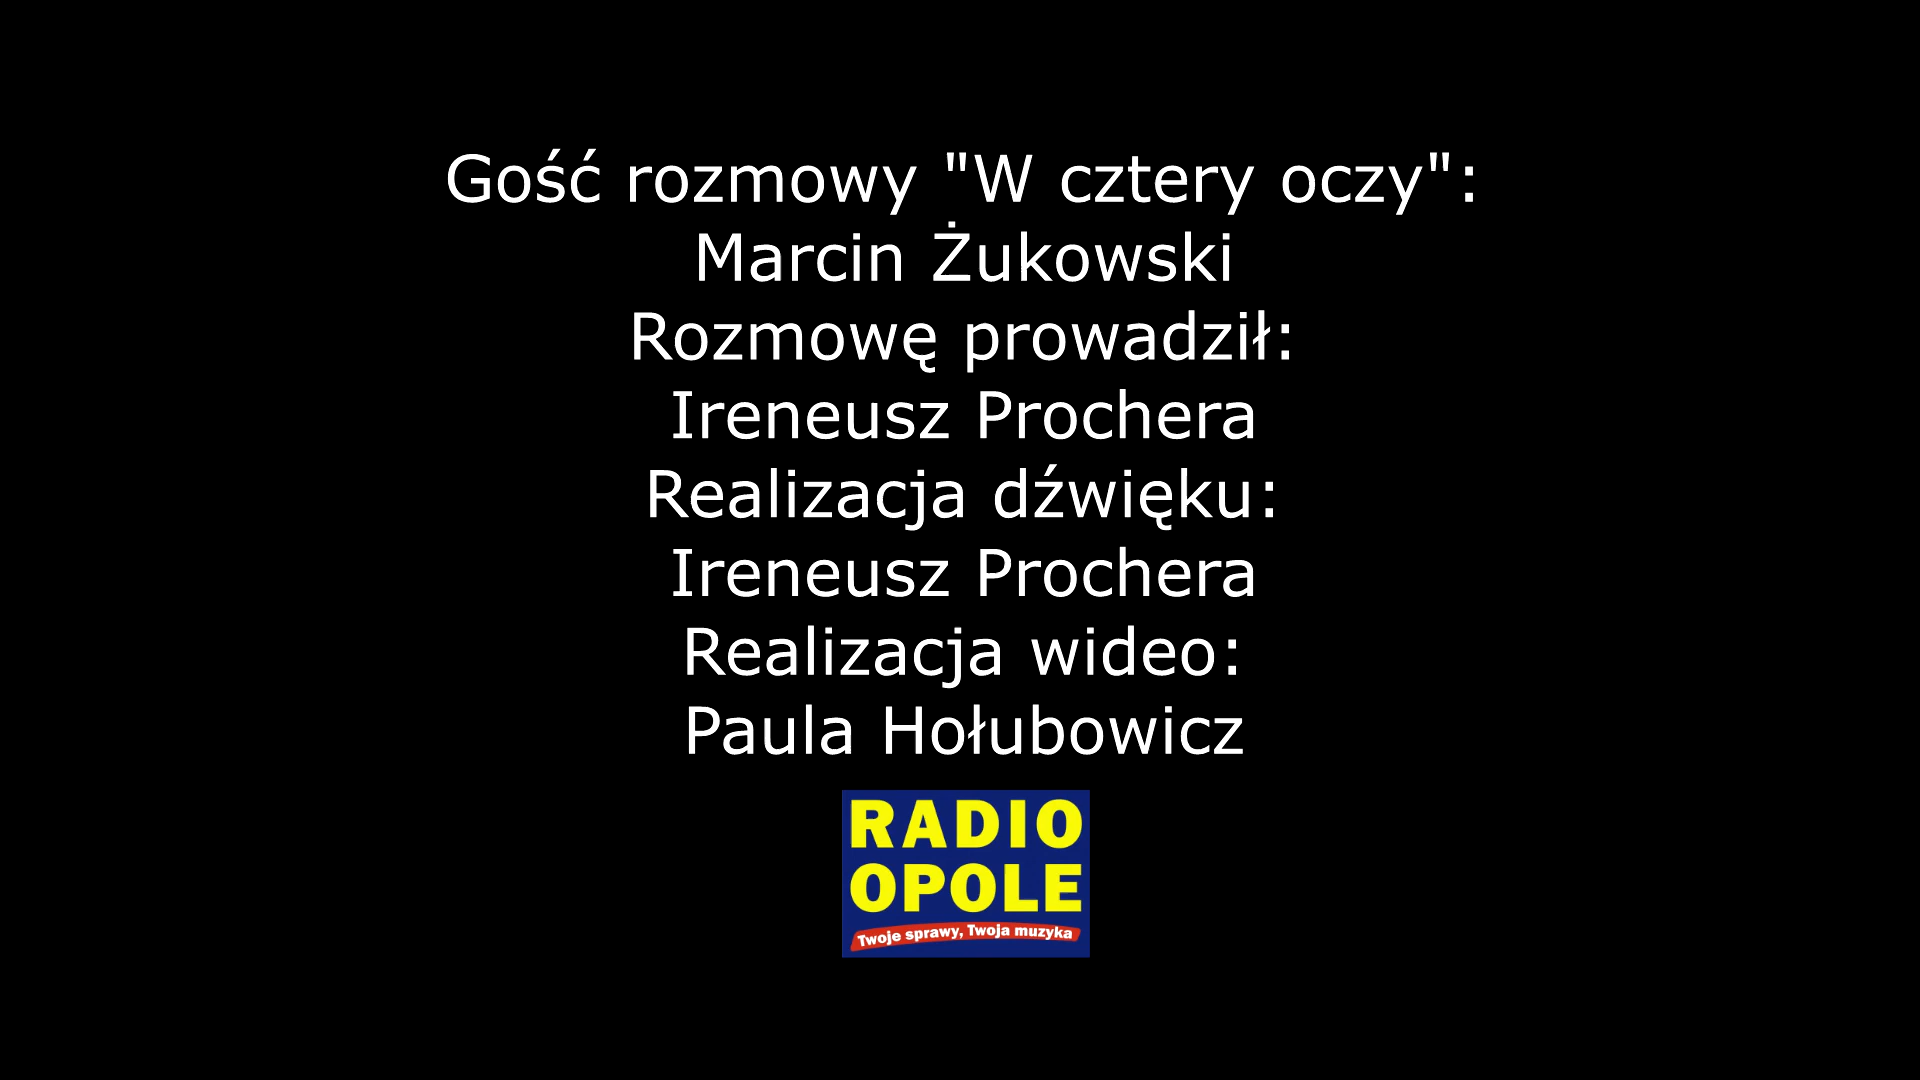 Gość rozmowy "W cztery oczy":
Marcin Żukowski
Rozmowę prowadził:
Ireneusz Prochera
Realizacja dźwięku:
Ireneusz Prochera
Realizacja wideo:
Paula Hołubowicz
RADIO
OPOLE
Twoje sprawy, Twoja muzyka